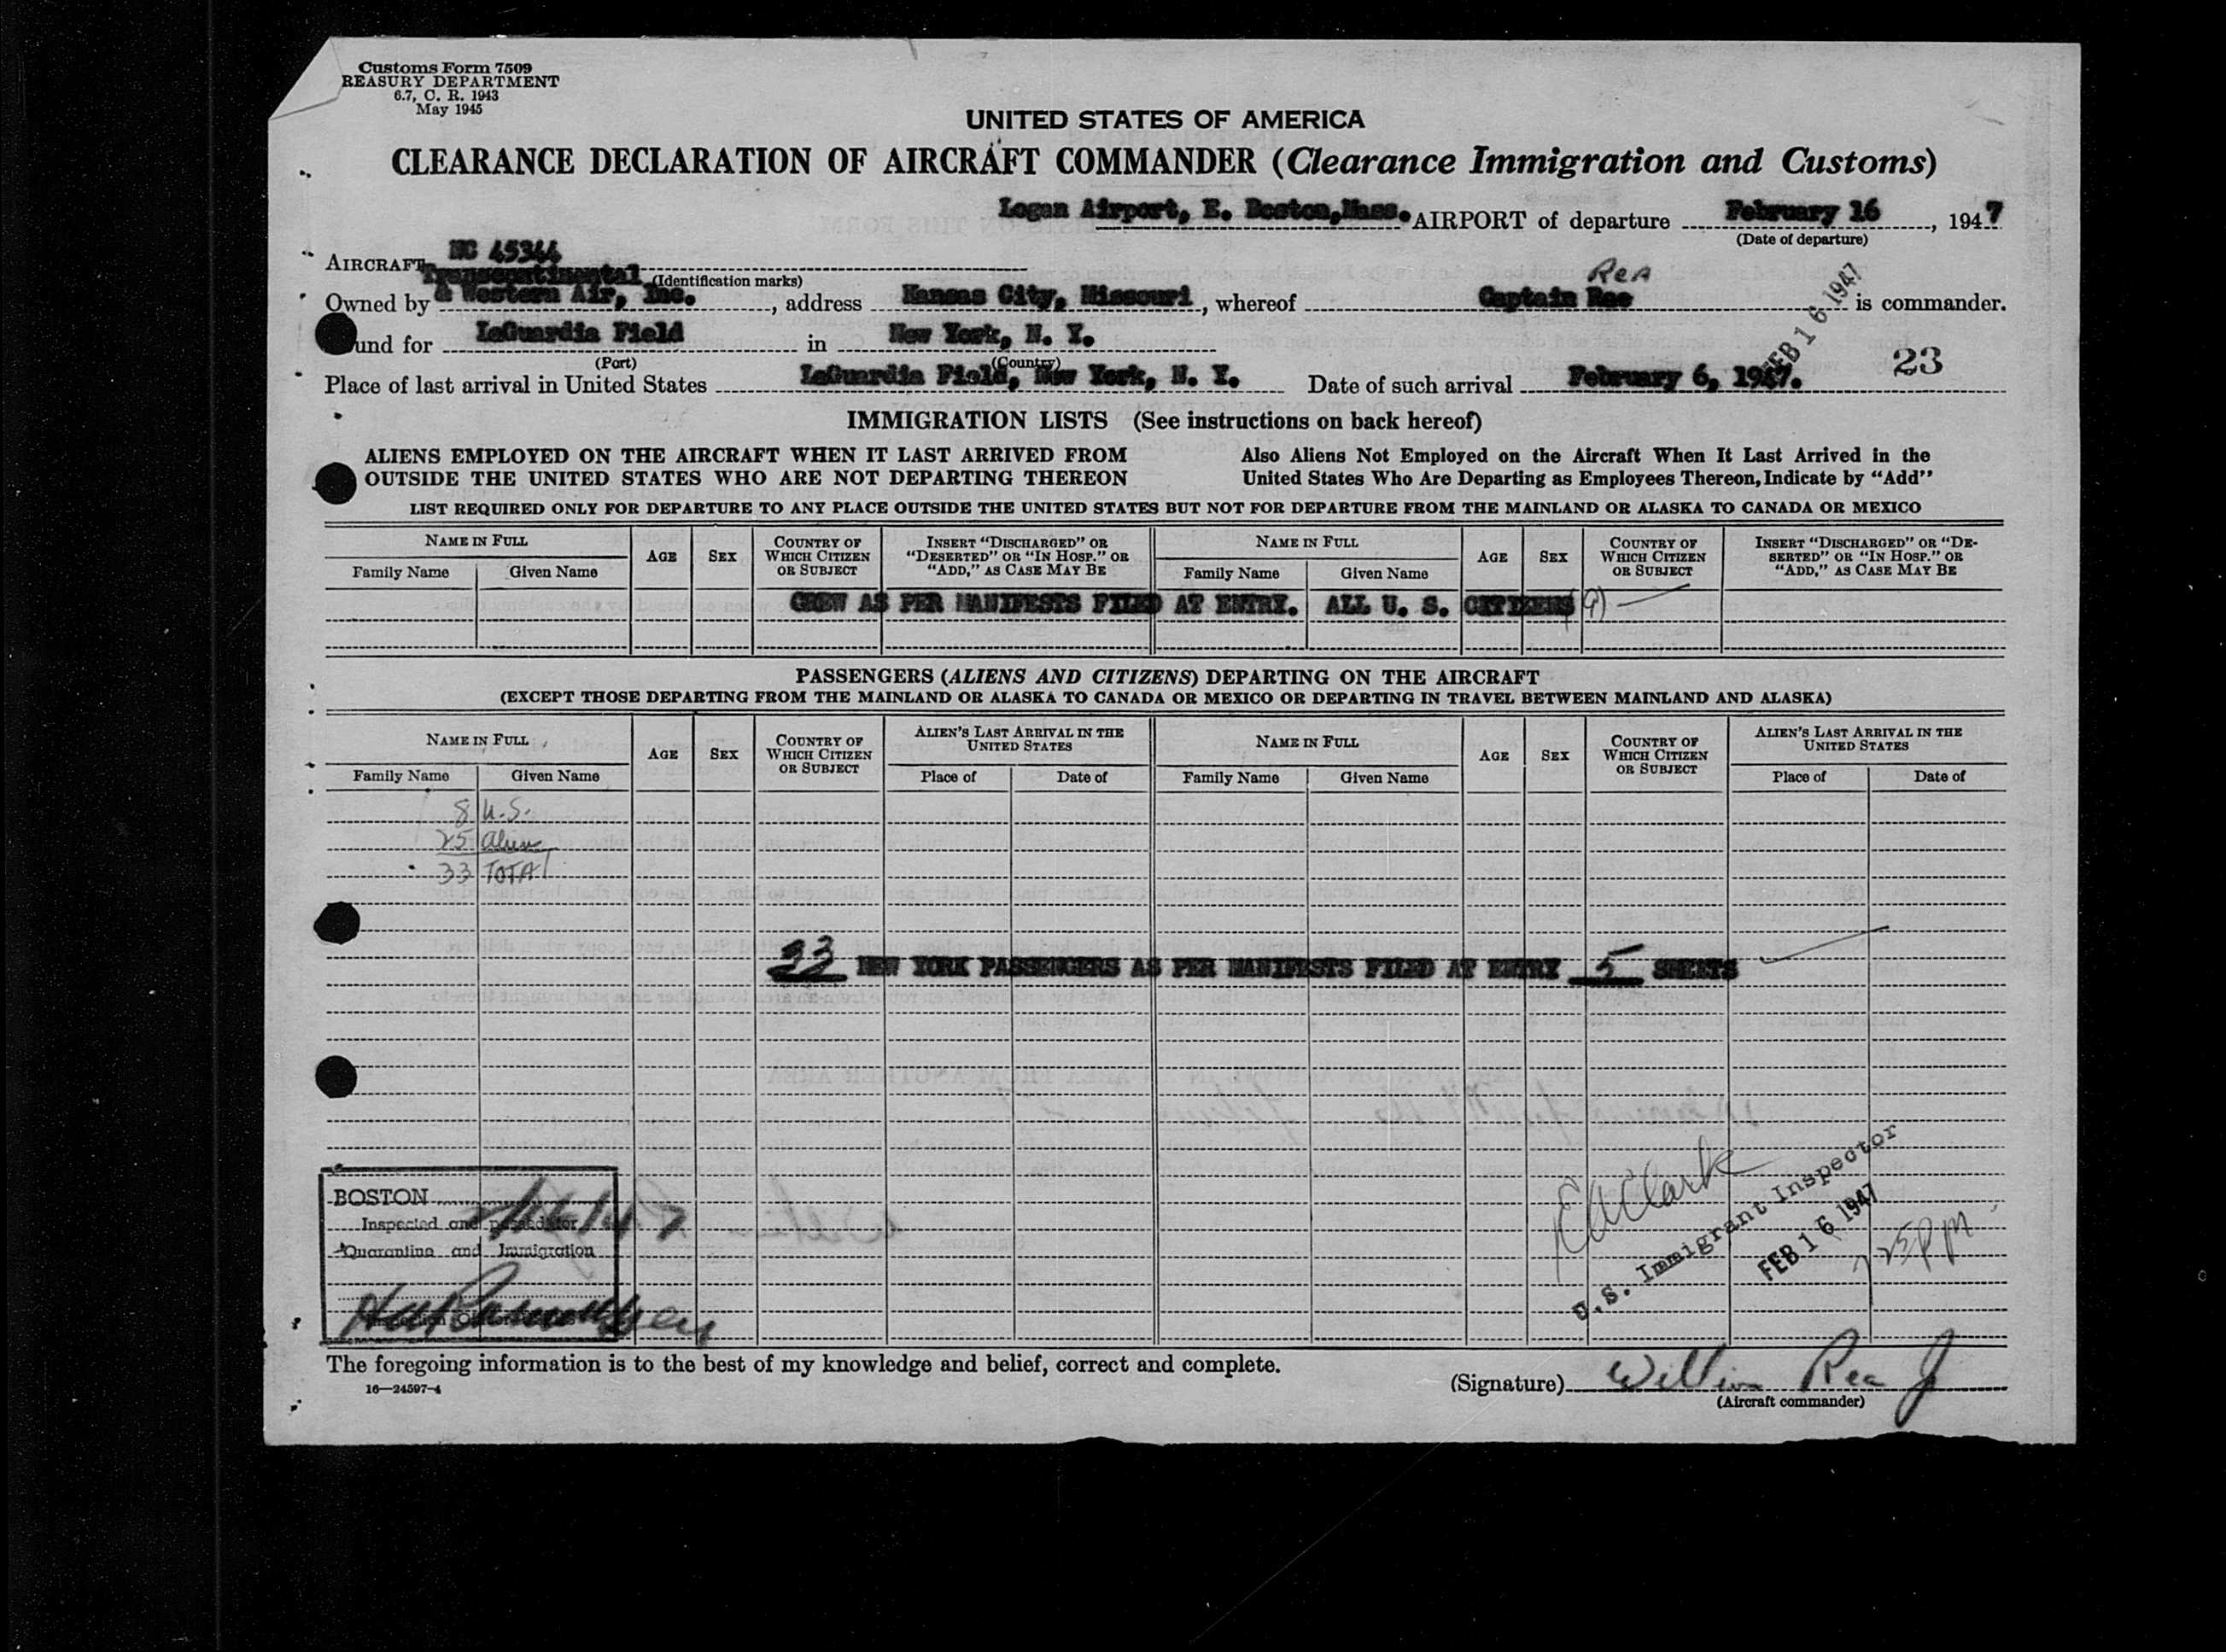 Customs Form 7509
REASURY DEPARTMENT
6.7, C. R. 1943
May 1945
UNITED STATES OF AMERICA
CLEARANCE DECLARATION OF AIRCRAFT COMMANDER (Clearance Immigration and Customs)
Logan Airport, E. Boston, Mass. AIRPORT of departure February 16, 1947
(Date of departure)
AIRCRAFT NC 45344
(Identification marks)
Rea
Owned by Transcontinental & Western Air, Inc., address Kansas City, Missouri, whereof Captain Rae is commander.
FEB 16 1947
und for LaGuardia Field in New York, N. Y.
(Port) (Country)
23
Place of last arrival in United States LaGuardia Field, New York, N. Y. Date of such arrival February 6, 1947.
IMMIGRATION LISTS (See instructions on back hereof)
ALIENS EMPLOYED ON THE AIRCRAFT WHEN IT LAST ARRIVED FROM OUTSIDE THE UNITED STATES WHO ARE NOT DEPARTING THEREON
Also Aliens Not Employed on the Aircraft When It Last Arrived in the United States Who Are Departing as Employees Thereon, Indicate by "Add"
LIST REQUIRED ONLY FOR DEPARTURE TO ANY PLACE OUTSIDE THE UNITED STATES BUT NOT FOR DEPARTURE FROM THE MAINLAND OR ALASKA TO CANADA OR MEXICO
NAME IN FULL
Family Name Given Name
AGE SEX
COUNTRY OF WHICH CITIZEN OR SUBJECT
INSERT "DISCHARGED" OR "DESERTED" OR "IN HOSP." OR "ADD," AS CASE MAY BE
NAME IN FULL
Family Name Given Name
AGE SEX
COUNTRY OF WHICH CITIZEN OR SUBJECT
INSERT "DISCHARGED" OR "DE-SERTED" OR "IN HOSP." OR "ADD," AS CASE MAY BE
CREW AS PER MANIFESTS FILED AT ENTRY. ALL U. S. CITIZENS (9)
PASSENGERS (ALIENS AND CITIZENS) DEPARTING ON THE AIRCRAFT
(EXCEPT THOSE DEPARTING FROM THE MAINLAND OR ALASKA TO CANADA OR MEXICO OR DEPARTING IN TRAVEL BETWEEN MAINLAND AND ALASKA)
NAME IN FULL
Family Name Given Name
AGE SEX
COUNTRY OF WHICH CITIZEN OR SUBJECT
ALIEN'S LAST ARRIVAL IN THE UNITED STATES
Place of Date of
NAME IN FULL
Family Name Given Name
AGE SEX
COUNTRY OF WHICH CITIZEN OR SUBJECT
ALIEN'S LAST ARRIVAL IN THE UNITED STATES
Place of Date of
8 U.S.
25 Alien
33 TOTAL
33 NEW YORK PASSENGERS AS PER MANIFESTS FILED AT ENTRY 5 SHEETS
BOSTON
Inspected and passed for
Quarantine and Immigration
E A Clark
U.S. Immigrant Inspector
FEB 16 1947
7 25 PM
The foregoing information is to the best of my knowledge and belief, correct and complete.
16—24597-4
(Signature) William Rea Jr
(Aircraft commander)